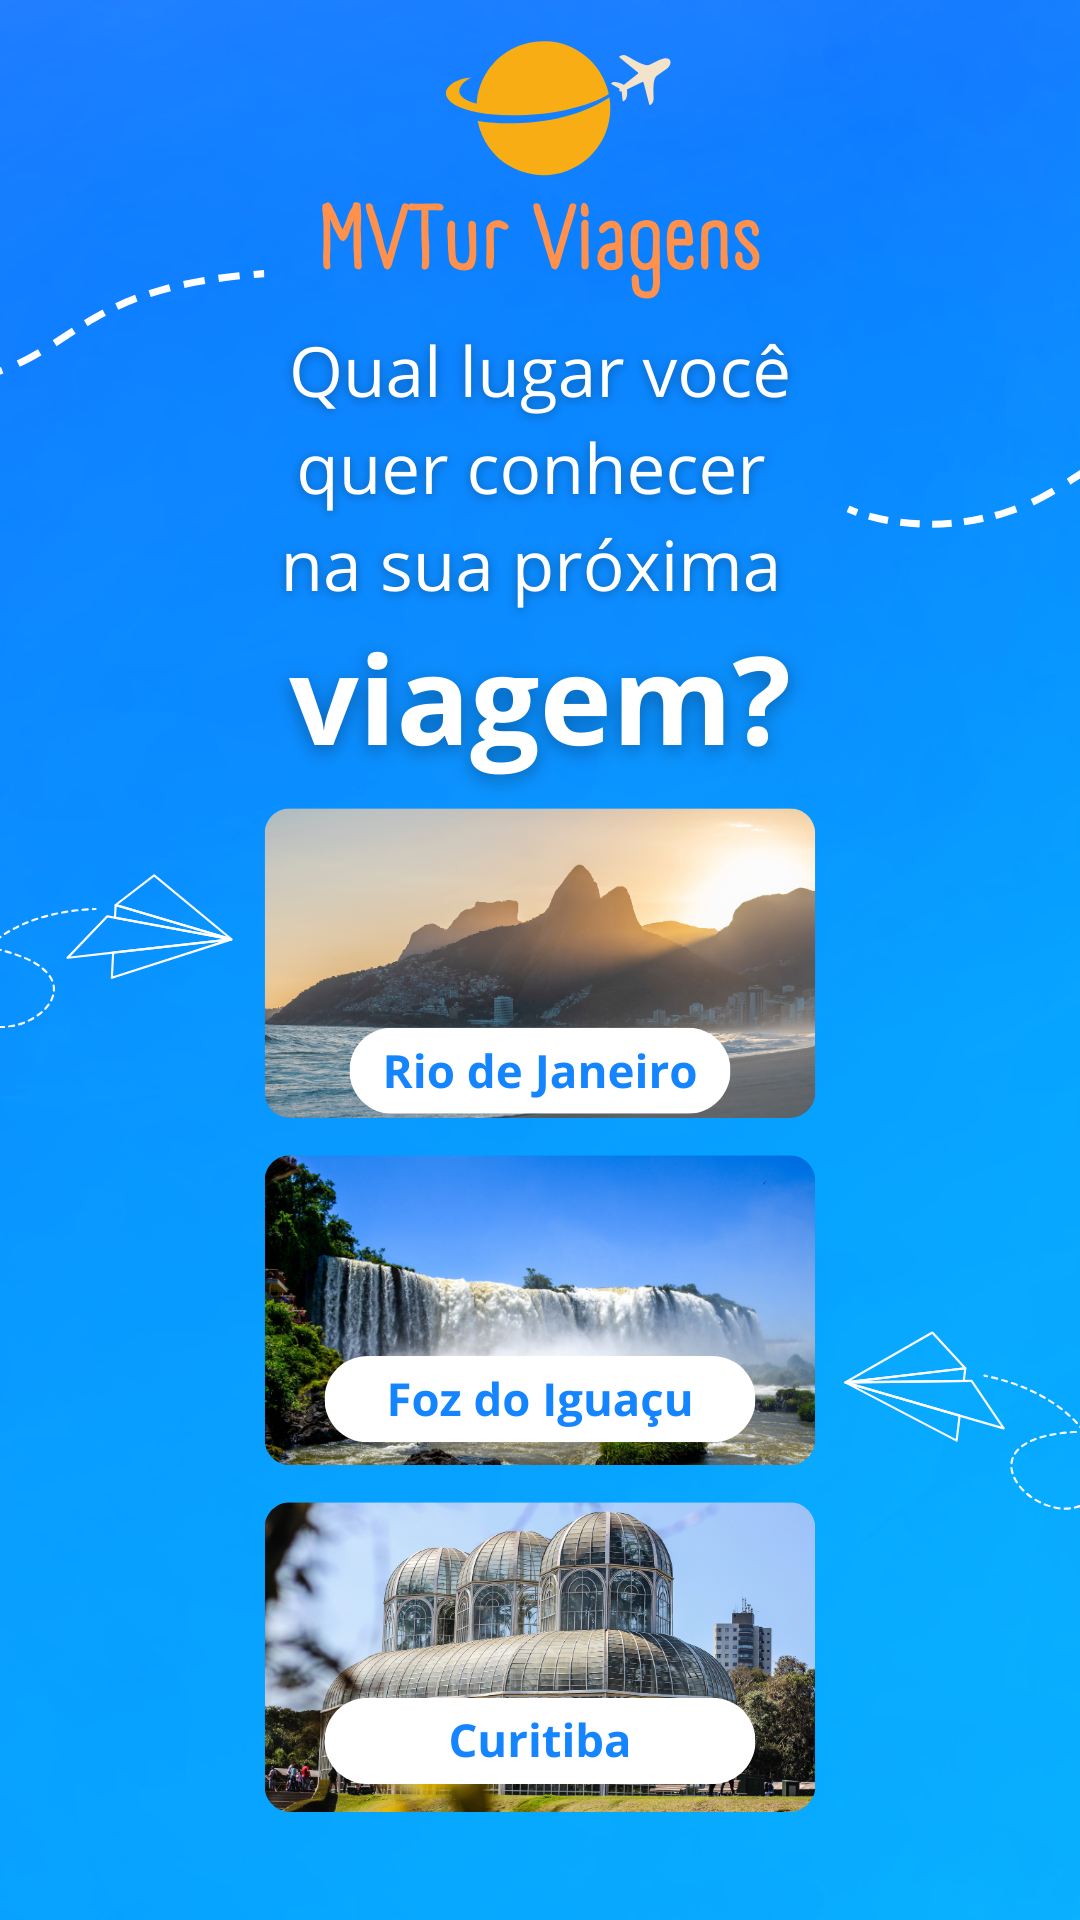 MVTur Viagens
Qual lugar você
quer conhecer
na sua próxima
viagem?
Rio de Janeiro
Foz do Iguaçu
Curitiba